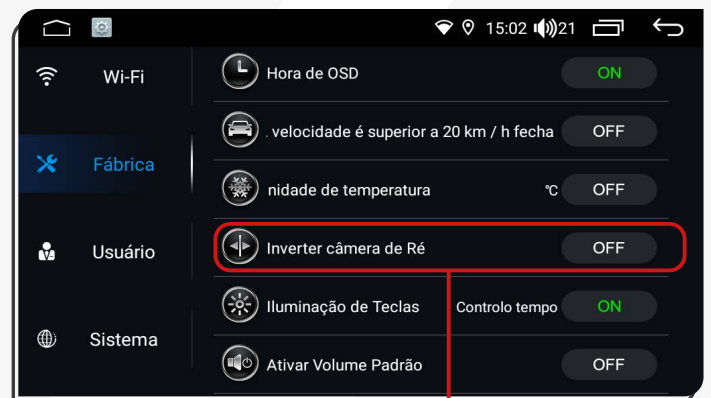 15:02 21
Wi-Fi
Hora de OSD ON
. velocidade é superior a 20 km / h fecha OFF
Fábrica
nidade de temperatura °C OFF
Usuário
Inverter câmera de Ré OFF
Iluminação de Teclas Controlo tempo ON
Sistema
Ativar Volume Padrão OFF